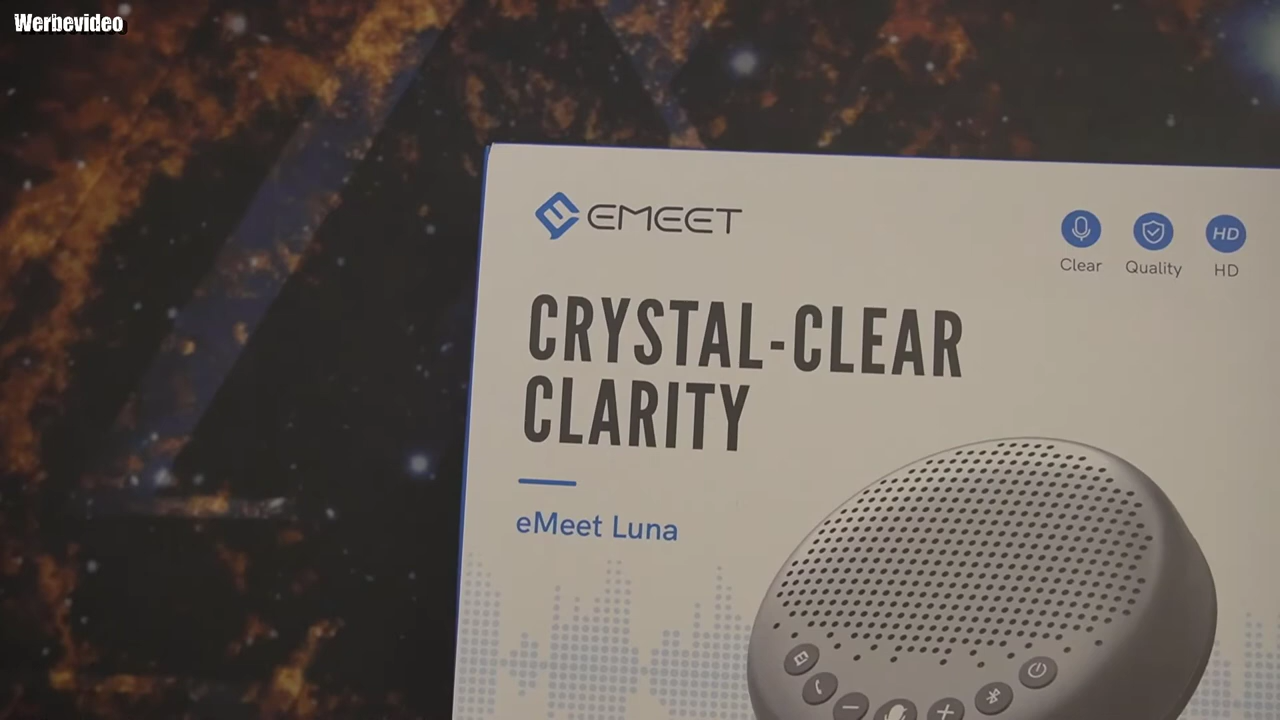 Werbevideo
EMEET
Clear Quality HD
HD
CRYSTAL-CLEAR
CLARITY
eMeet Luna